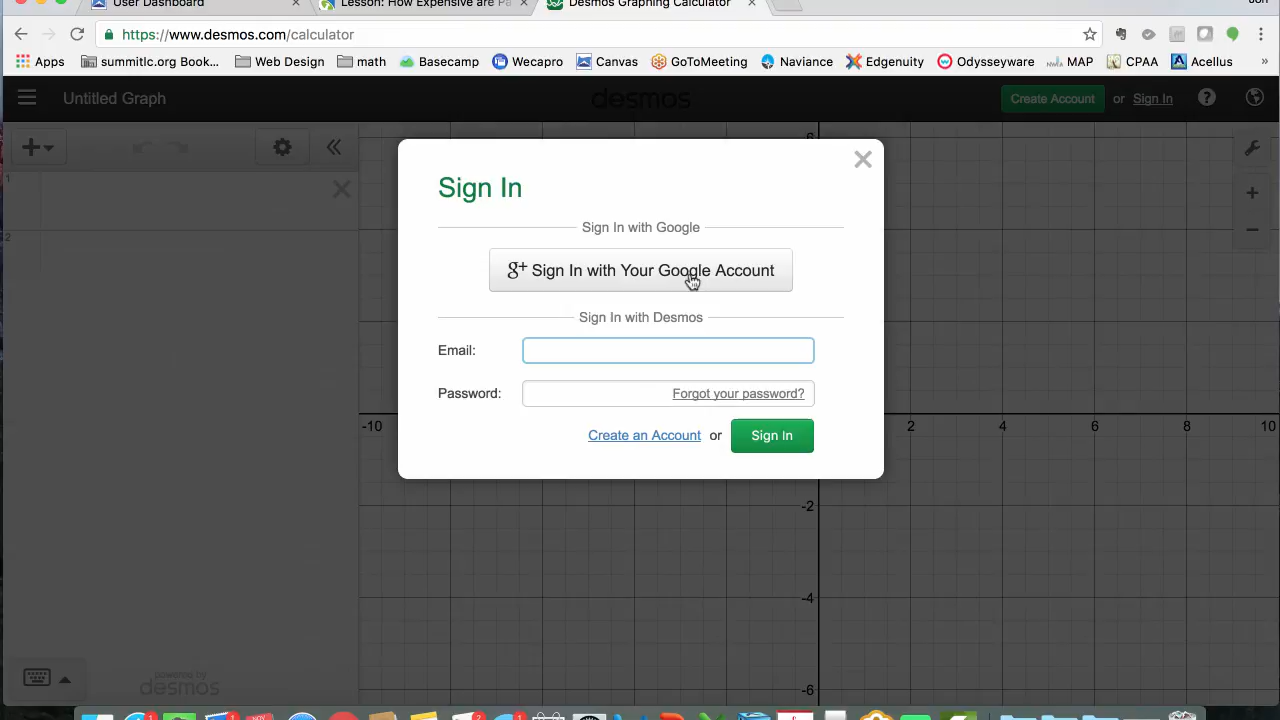 User Dashboard
Lesson: How Expensive are Pa
Desmos Graphing Calculator
https://www.desmos.com/calculator
Apps
summitlc.org Book...
Web Design
math
Basecamp
Wecapro
Canvas
GoToMeeting
Naviance
Edgenuity
Odysseyware
MAP
CPAA
Acellus
»
Untitled Graph
desmos
Create Account
or
Sign In
1
2
Sign In
Sign In with Google
g+ Sign In with Your Google Account
Sign In with Desmos
Email:
Password:
Forgot your password?
Create an Account or
Sign In
6
-10
2
4
6
8
10
-2
-4
-6
powered by
desmos